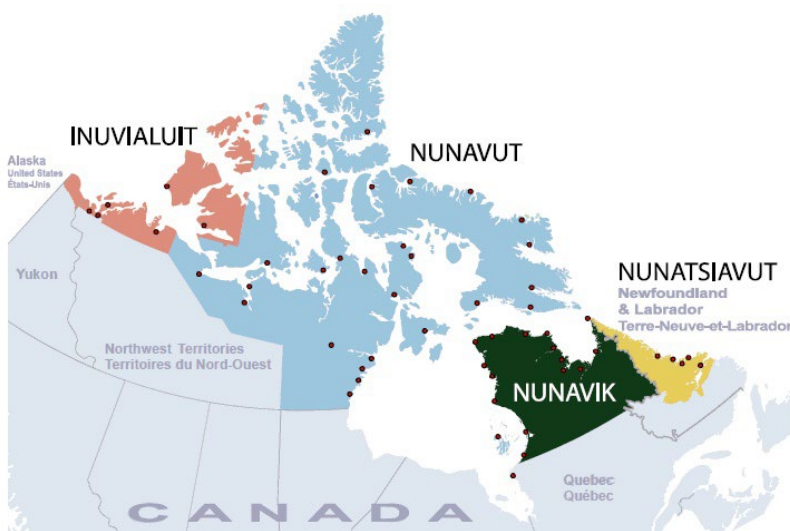 INUVIALUIT
NUNAVUT
Alaska
United States
États-Unis
Yukon
NUNATSIAVUT
Newfoundland
& Labrador
Terre-Neuve-et-Labrador
Northwest Territories
Territoires du Nord-Ouest
NUNAVIK
Quebec
Québec
CANADA